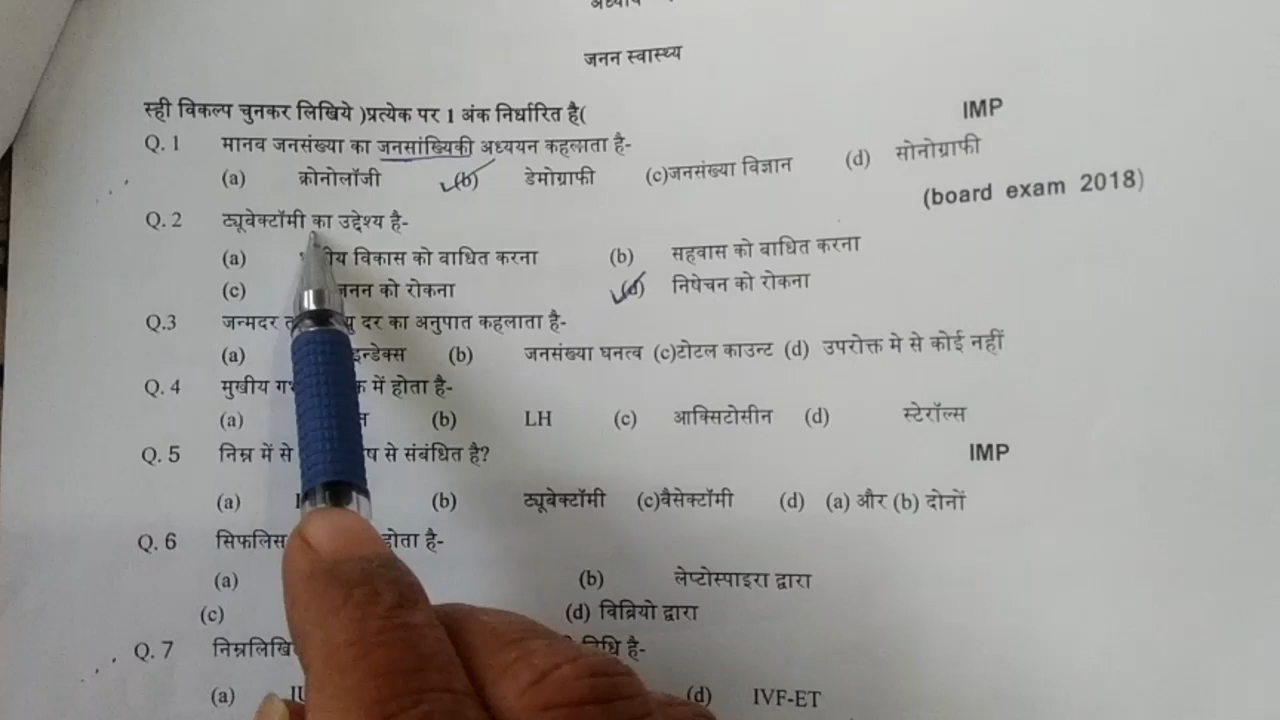 जनन स्वास्थ्य
स्ही विकल्प चुनकर लिखिये )प्रत्येक पर 1 अंक निर्धारित है( IMP
Q. 1 मानव जनसंख्या का जनसांख्यिकी अध्ययन कहलाता है-
(a) क्रोनोलॉजी (b) डेमोग्राफी (c)जनसंख्या विज्ञान (d) सोनोग्राफी
(board exam 2018)
Q. 2 ट्यूवेक्टॉमी का उद्देश्य है-
(a) विकास को बाधित करना (b) सहवास को बाधित करना
(c) जनन को रोकना (d) निषेचन को रोकना
Q.3 जन्मदर दर का अनुपात कहलाता है-
(a) इन्डेक्स (b) जनसंख्या घनत्व (c)टोटल काउन्ट (d) उपरोक्त मे से कोई नहीं
Q. 4 मुखीय में होता है-
(a) (b) LH (c) आक्सिटोसीन (d) स्टेरॉल्स
Q. 5 निम्न में से से संबंधित है? IMP
(a) (b) ट्यूबेक्टॉमी (c)वैसेक्टॉमी (d) (a) और (b) दोनों
Q. 6 सिफलिस होता है-
(a) (b) लेप्टोस्पाइरा द्वारा
(c) (d) विब्रियो द्वारा
Q. 7 है-
(a) (d) IVF-ET